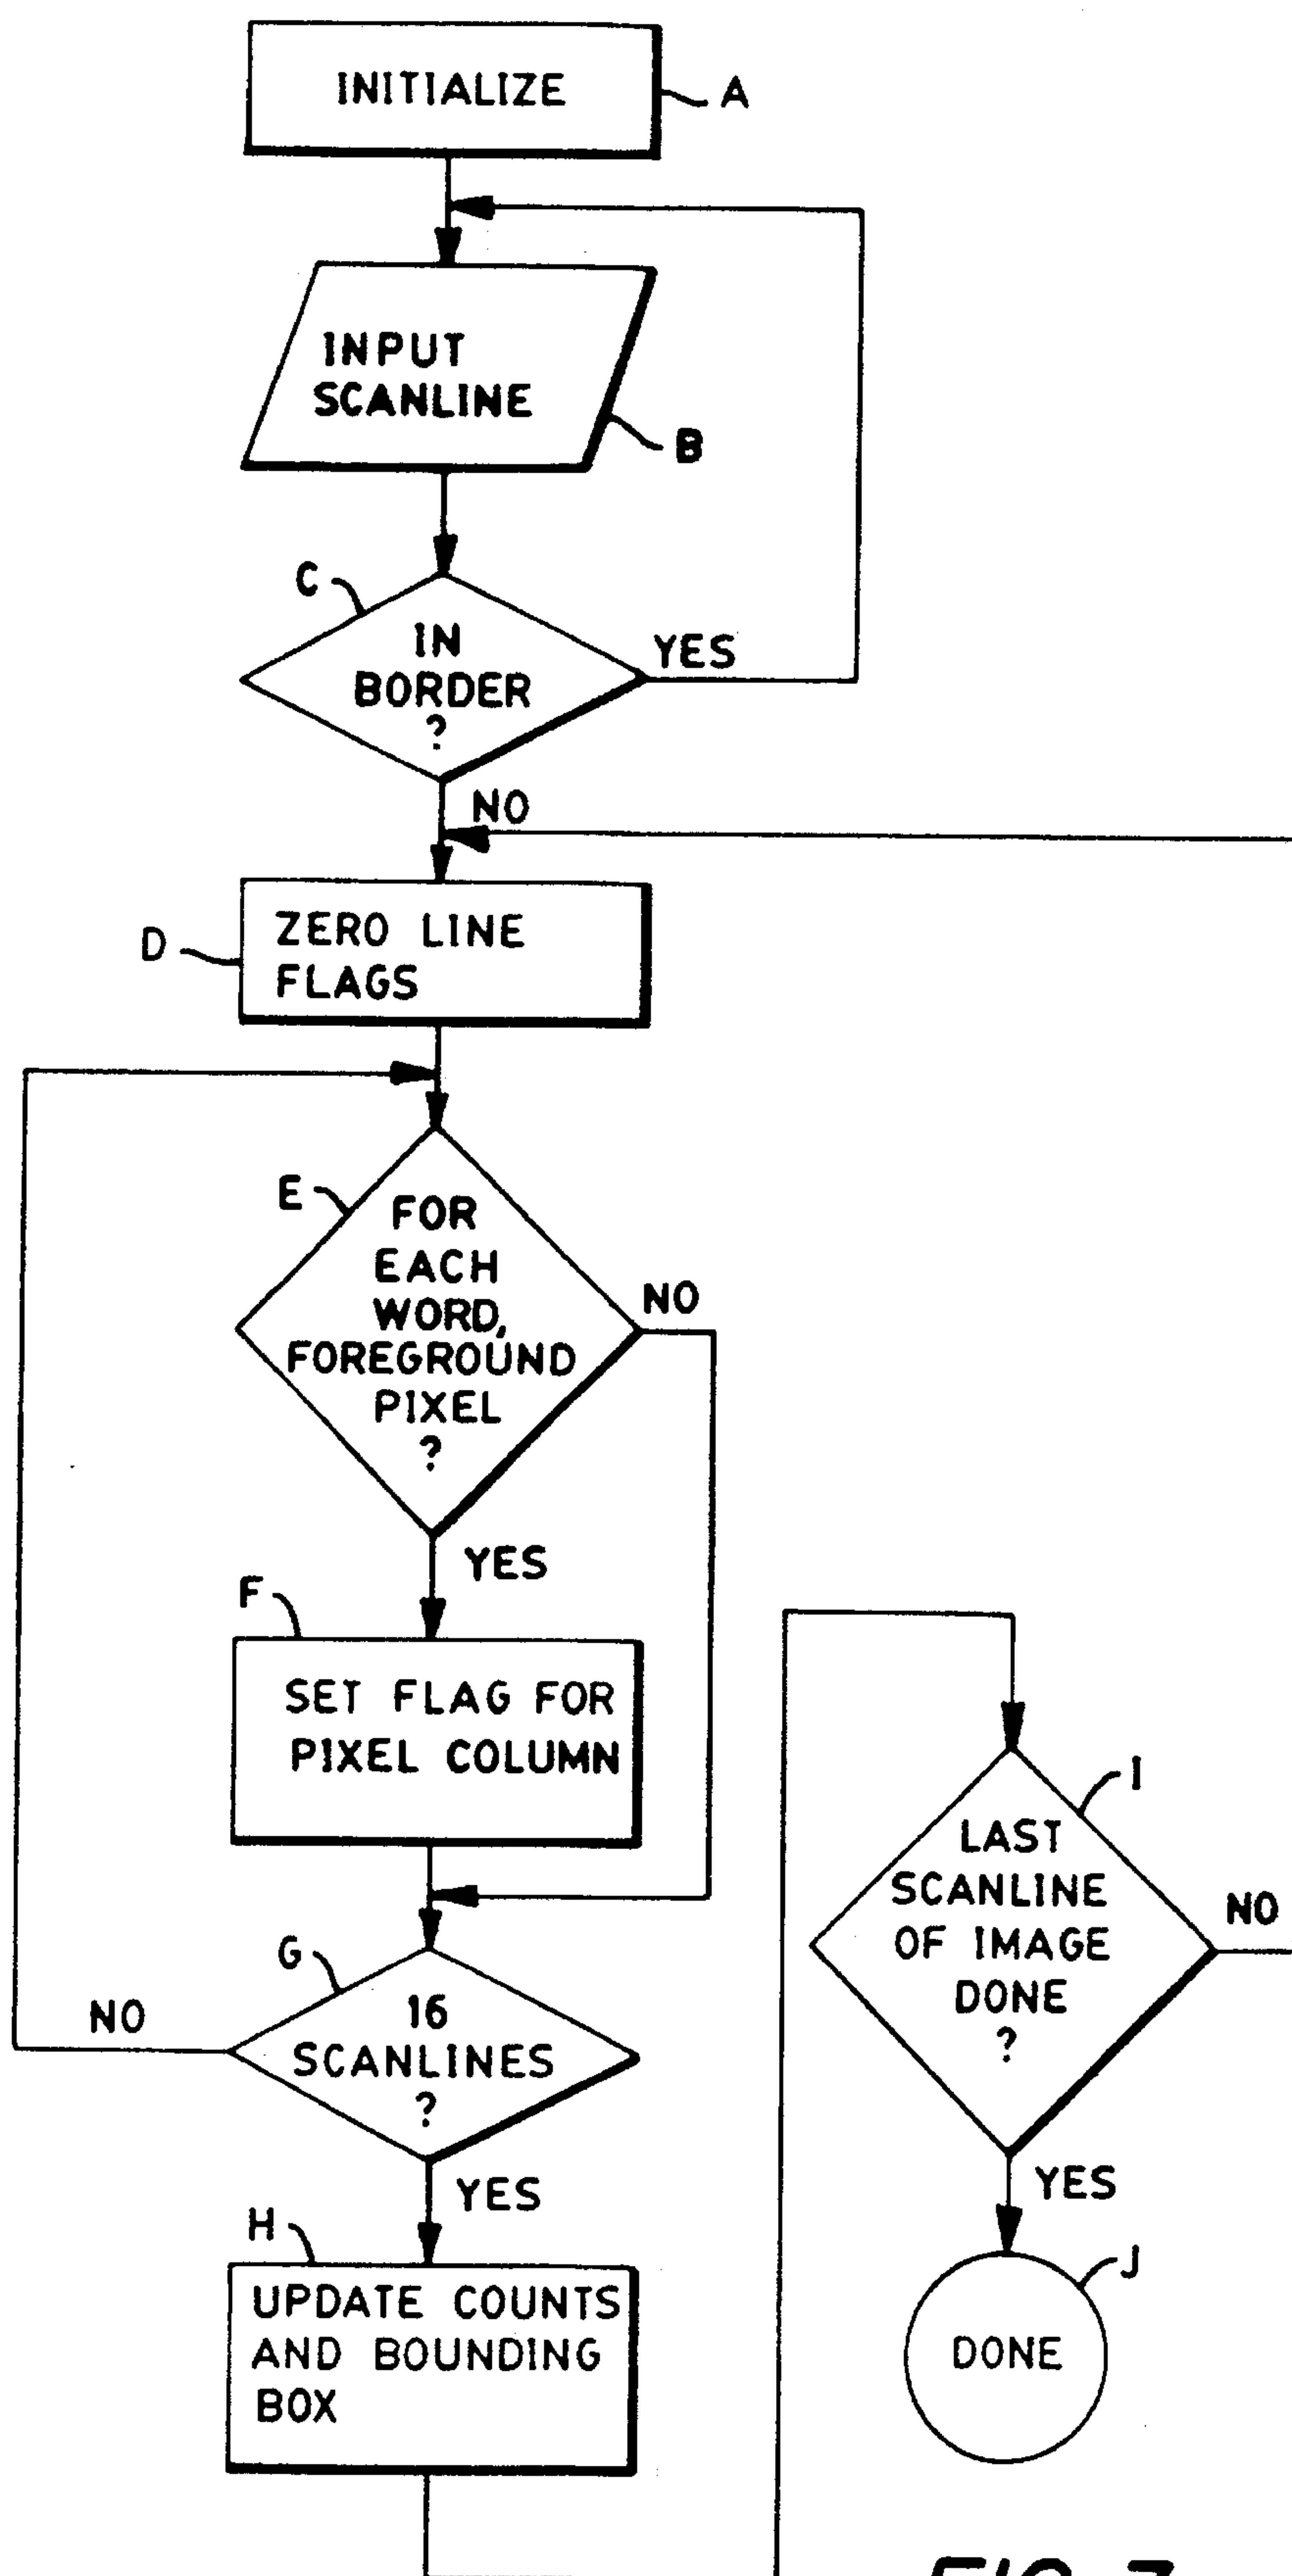 INITIALIZE
A
INPUT
SCANLINE
B
C
IN
BORDER
?
YES
NO
D
ZERO LINE
FLAGS
E
FOR
EACH
WORD,
FOREGROUND
PIXEL
?
NO
YES
F
SET FLAG FOR
PIXEL COLUMN
G
16
SCANLINES
?
NO
YES
H
UPDATE COUNTS
AND BOUNDING
BOX
I
LAST
SCANLINE
OF IMAGE
DONE
?
NO
YES
J
DONE